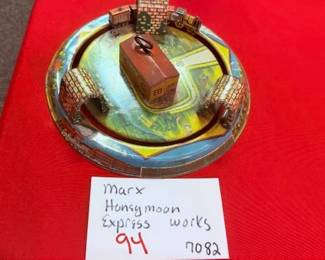 marx
Honeymoon
Express works
94 7082